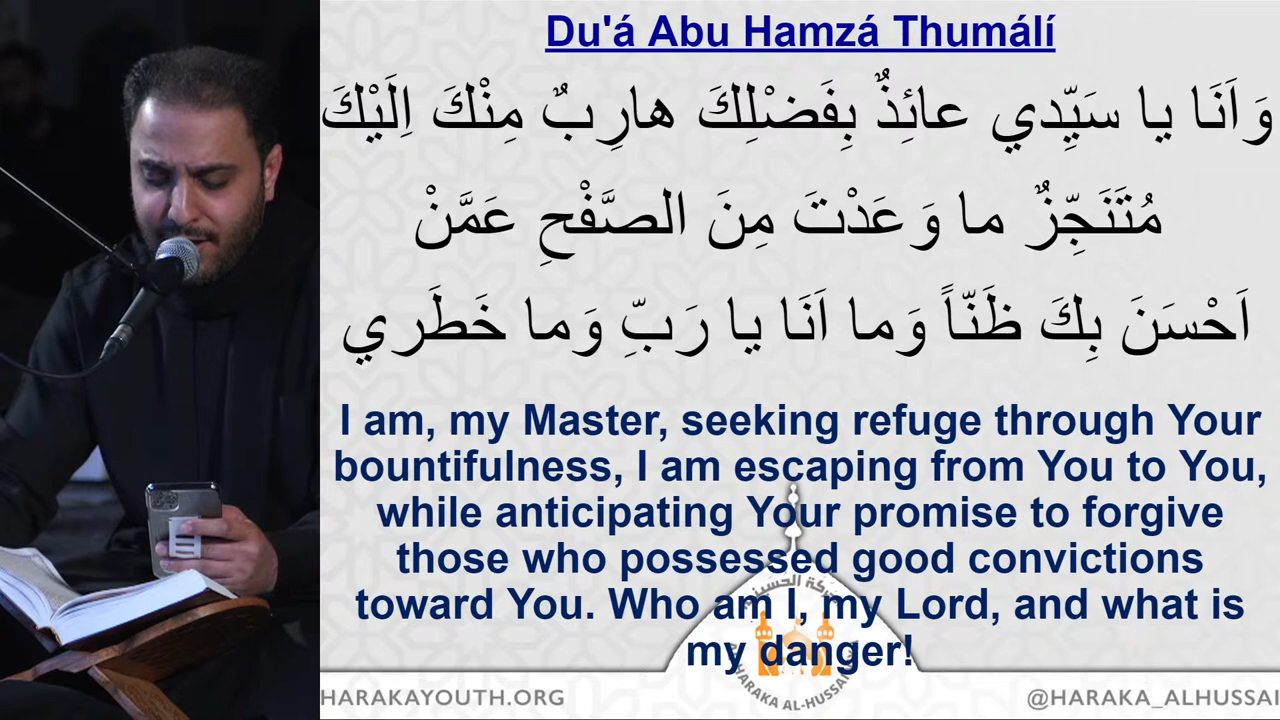 Du'á Abu Hamzá Thumálí
وَاَنَا يا سَيِّدي عائِذٌ بِفَضْلِكَ هارِبٌ مِنْكَ اِلَيْكَ
مُتَنَجِّزٌ ما وَعَدْتَ مِنَ الصَّفْحِ عَمَّنْ
اَحْسَنَ بِكَ ظَنّاً وَما اَنَا يا رَبِّ وَما خَطَري
I am, my Master, seeking refuge through Your
bountifulness, I am escaping from You to You,
while anticipating Your promise to forgive
those who possessed good convictions
toward You. Who am I, my Lord, and what is
my danger!
HARAKAYOUTH.ORG
@HARAKA_ALHUSSAI